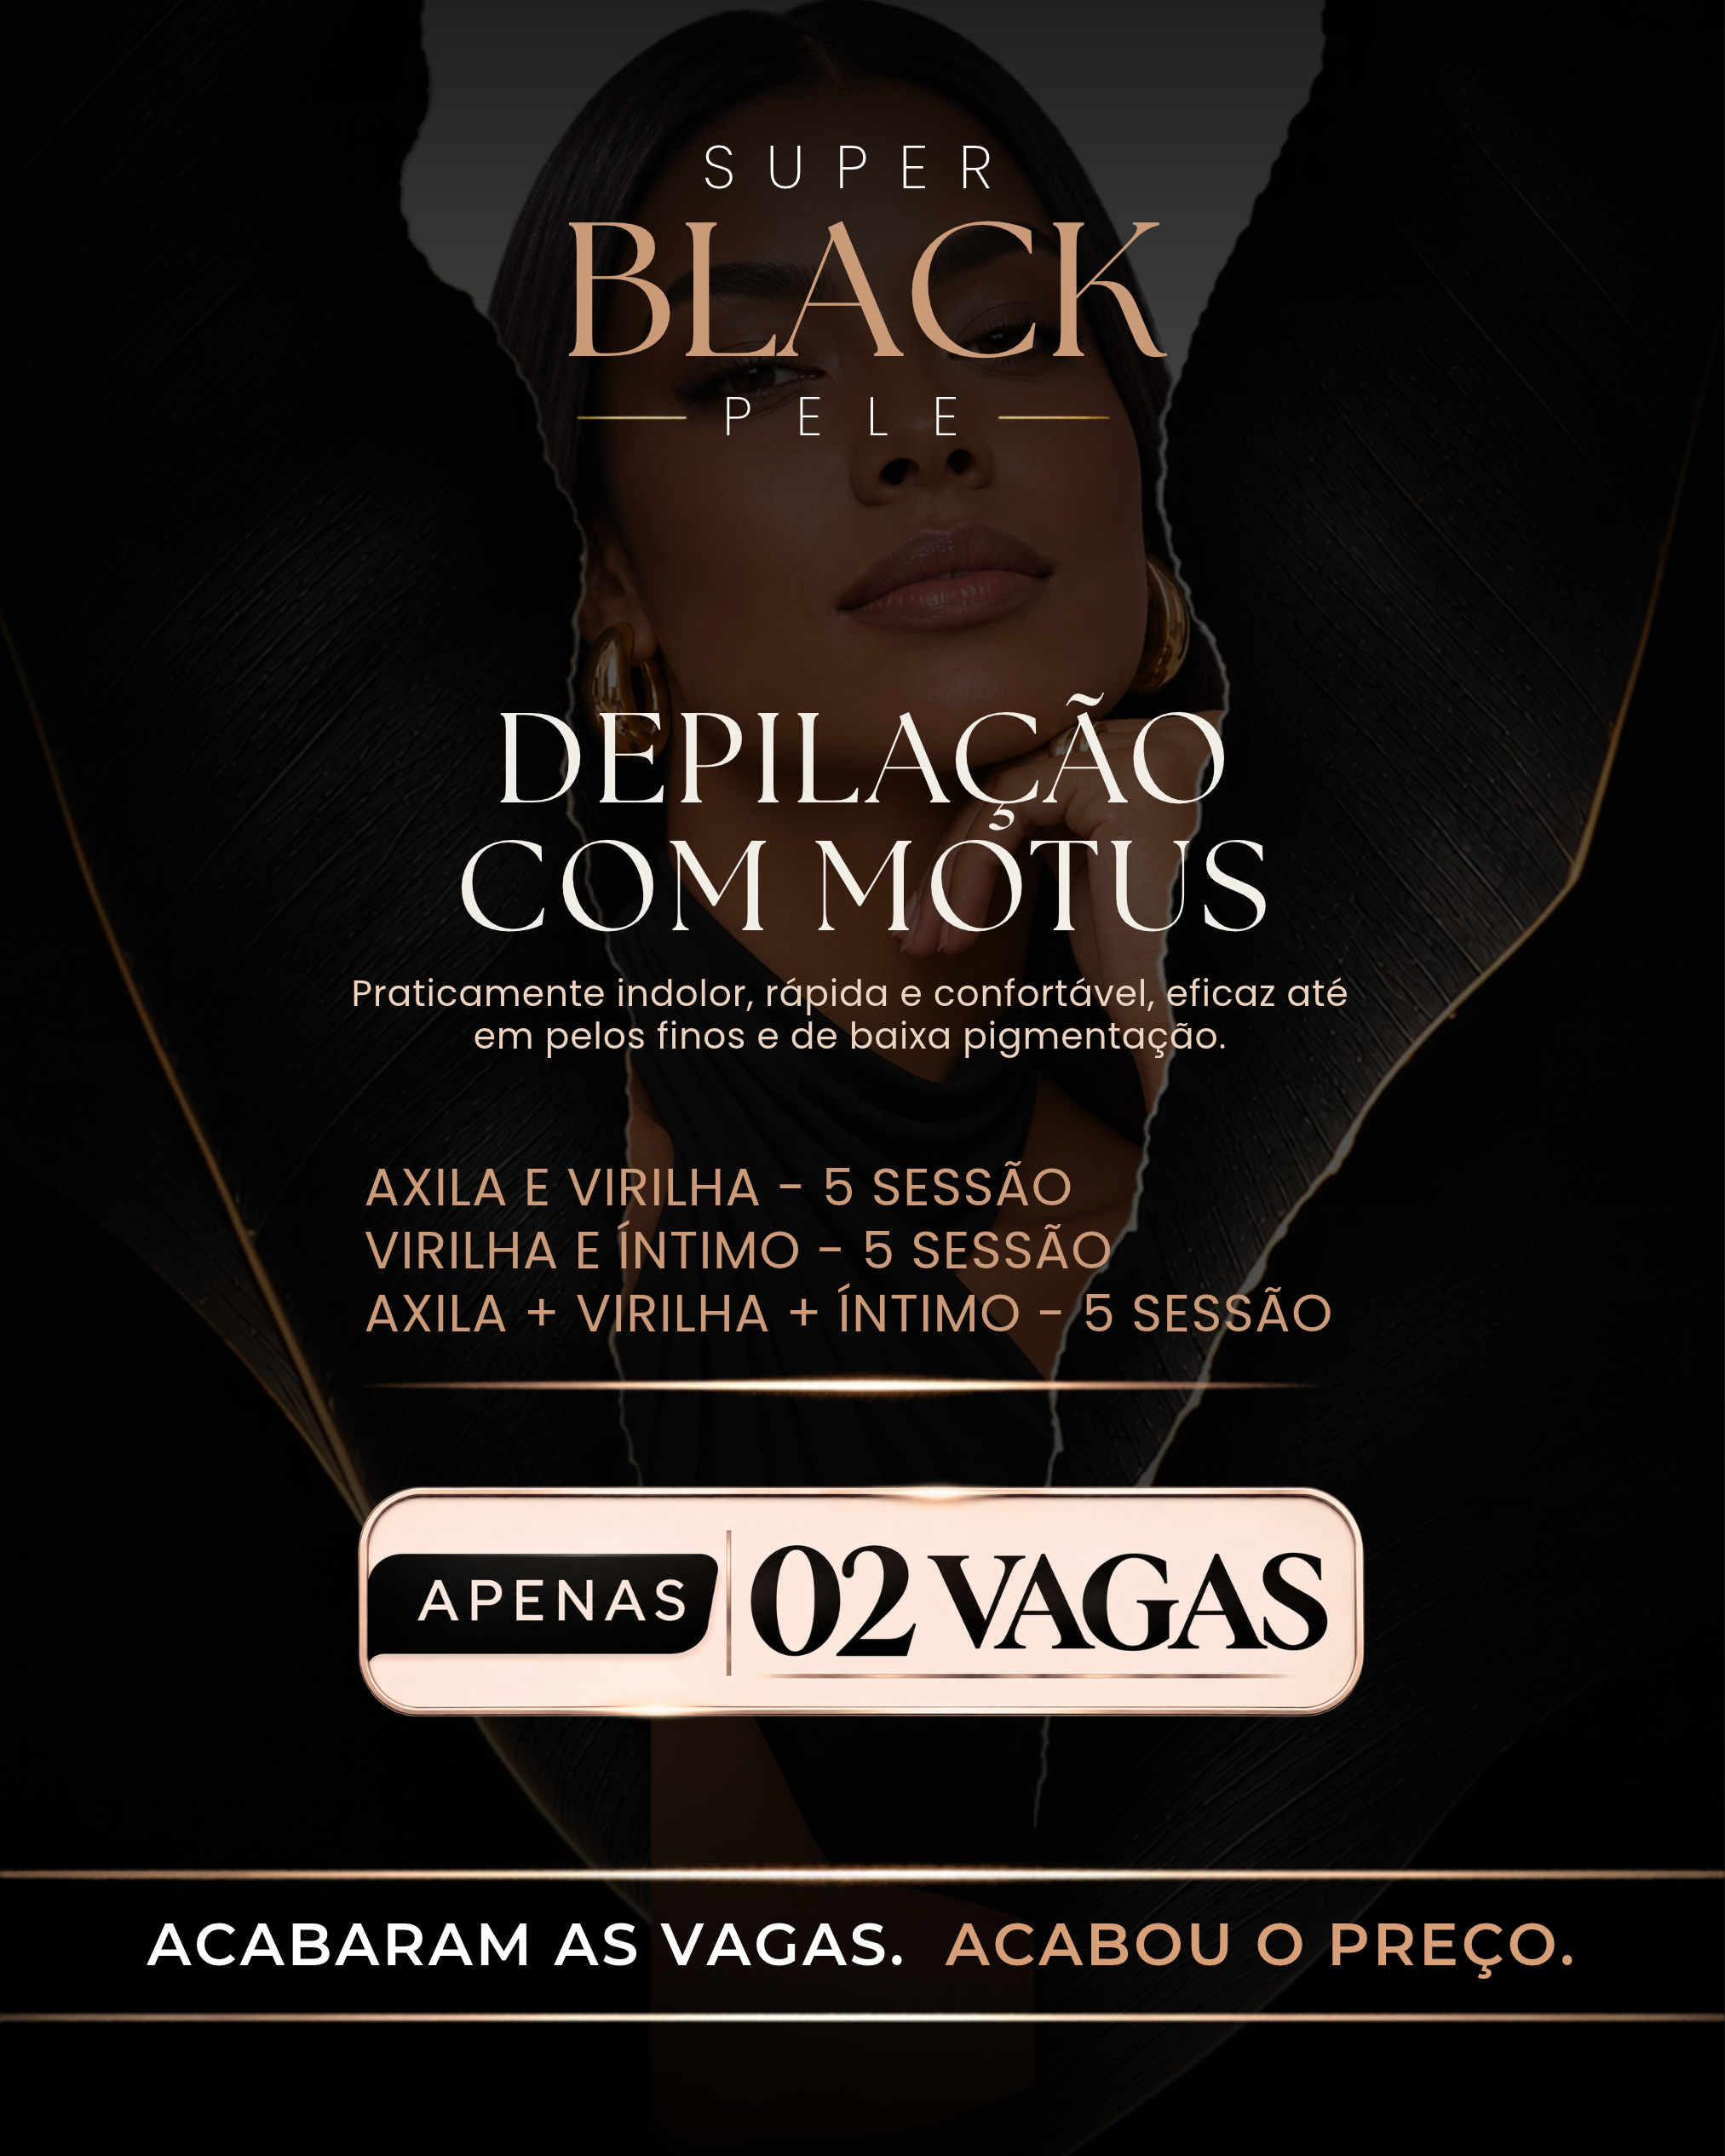 SUPER
BLACK
PELE
DEPILAÇÃO
COM MOTUS
Praticamente indolor, rápida e confortável, eficaz até
em pelos finos e de baixa pigmentação.
AXILA E VIRILHA - 5 SESSÃO
VIRILHA E ÍNTIMO - 5 SESSÃO
AXILA + VIRILHA + ÍNTIMO - 5 SESSÃO
APENAS 02 VAGAS
ACABARAM AS VAGAS. ACABOU O PREÇO.